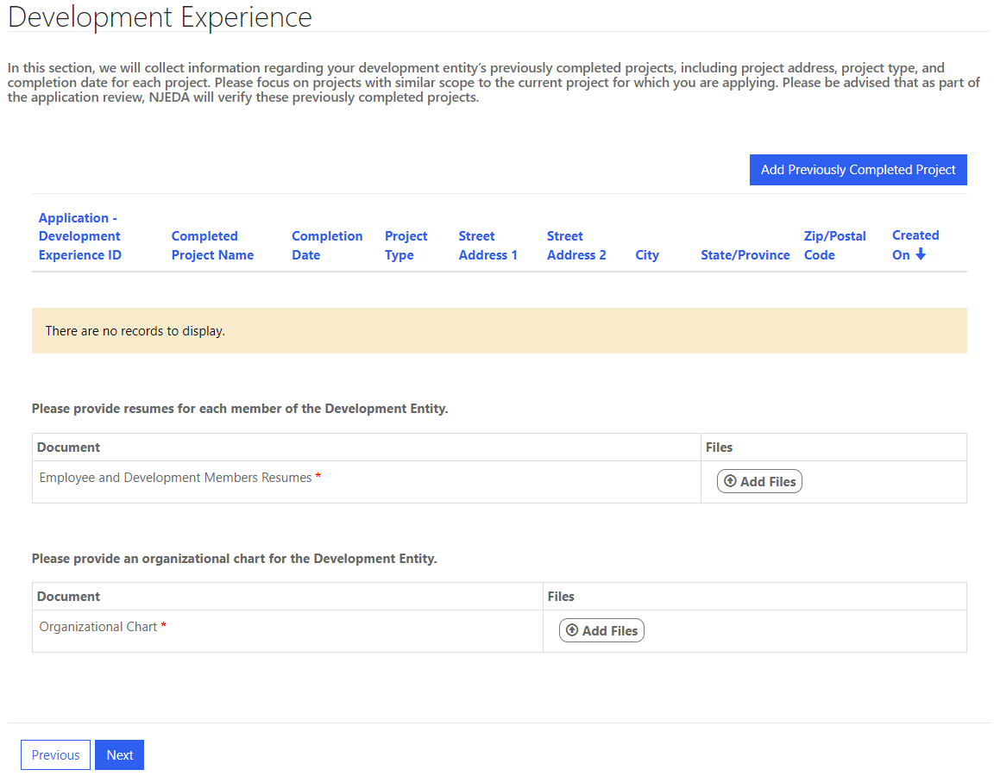 Development Experience
In this section, we will collect information regarding your development entity's previously completed projects, including project address, project type, and
completion date for each project. Please focus on projects with similar scope to the current project for which you are applying. Please be advised that as part of
the application review, NJEDA will verify these previously completed projects.
Add Previously Completed Project
Application -
Development
Experience ID
Completed
Project Name
Completion
Date
Project
Type
Street
Address 1
Street
Address 2
City
State/Province
Zip/Postal
Code
Created
On
There are no records to display.
Please provide resumes for each member of the Development Entity.
Document
Files
Employee and Development Members Resumes *
Add Files
Please provide an organizational chart for the Development Entity.
Document
Files
Organizational Chart *
Add Files
Previous
Next